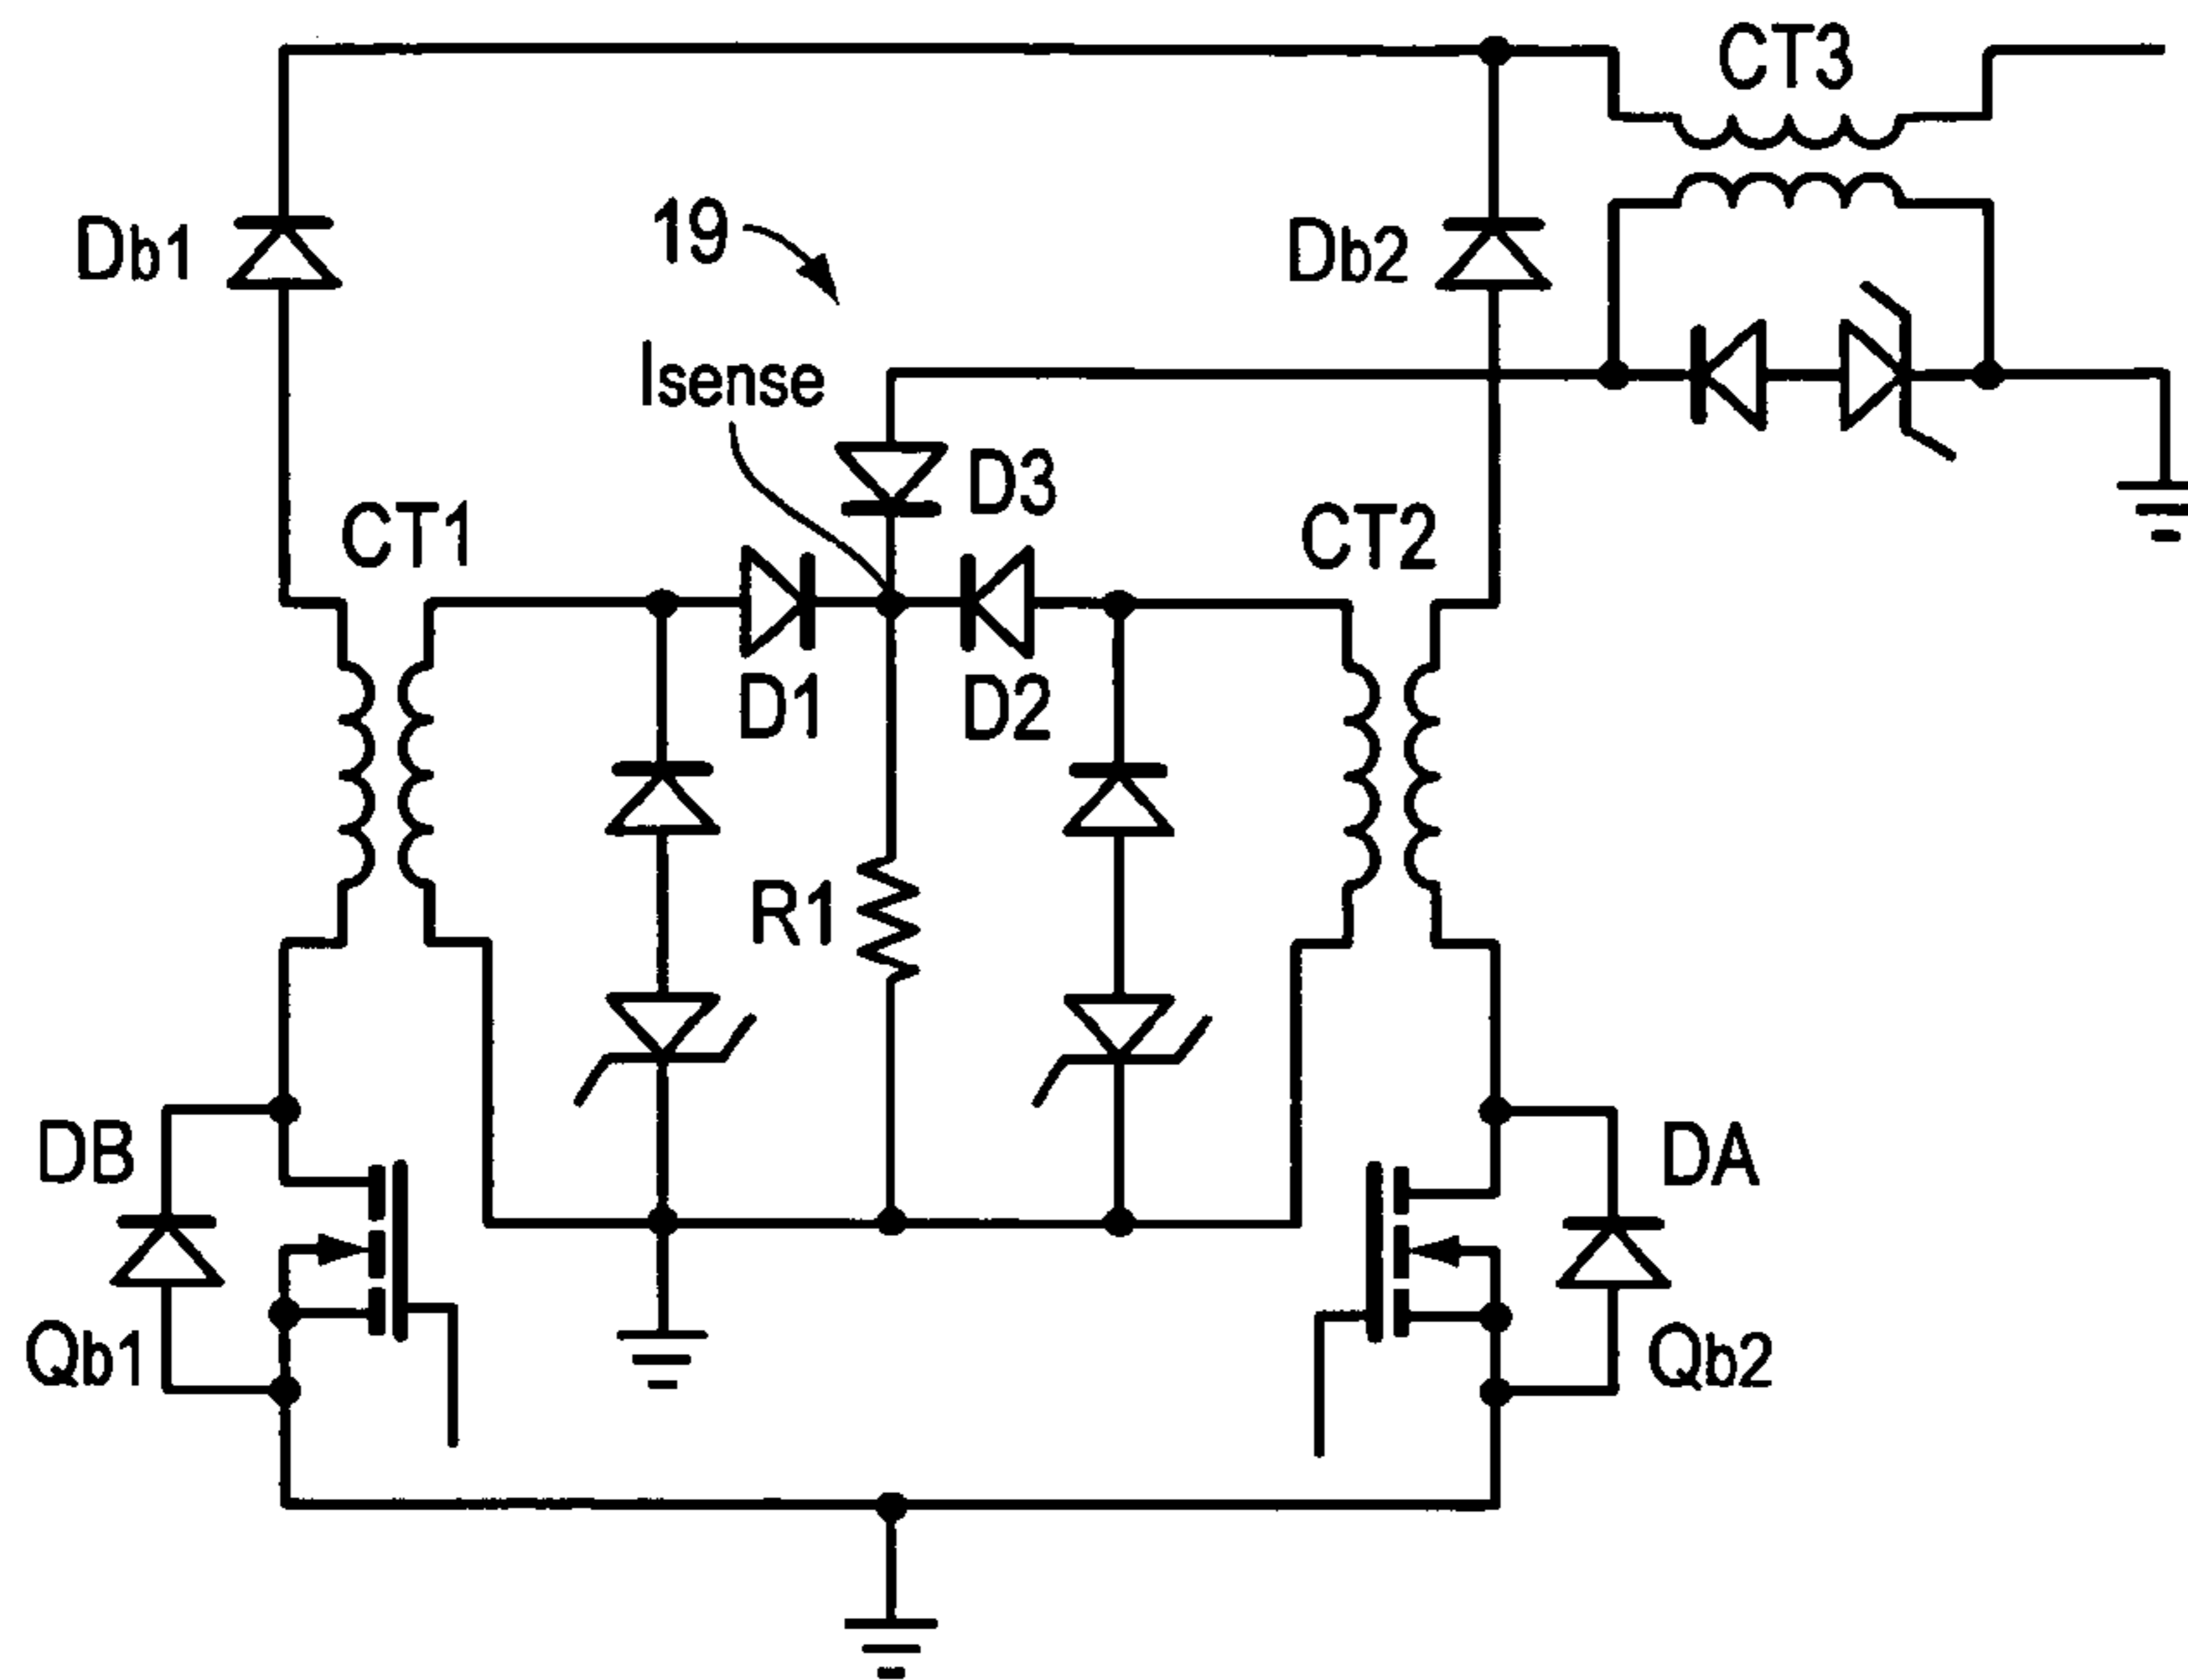 CT3
Db1
19
Db2
Isense
D3
CT1
CT2
D1
D2
R1
DB
DA
Qb1
Qb2